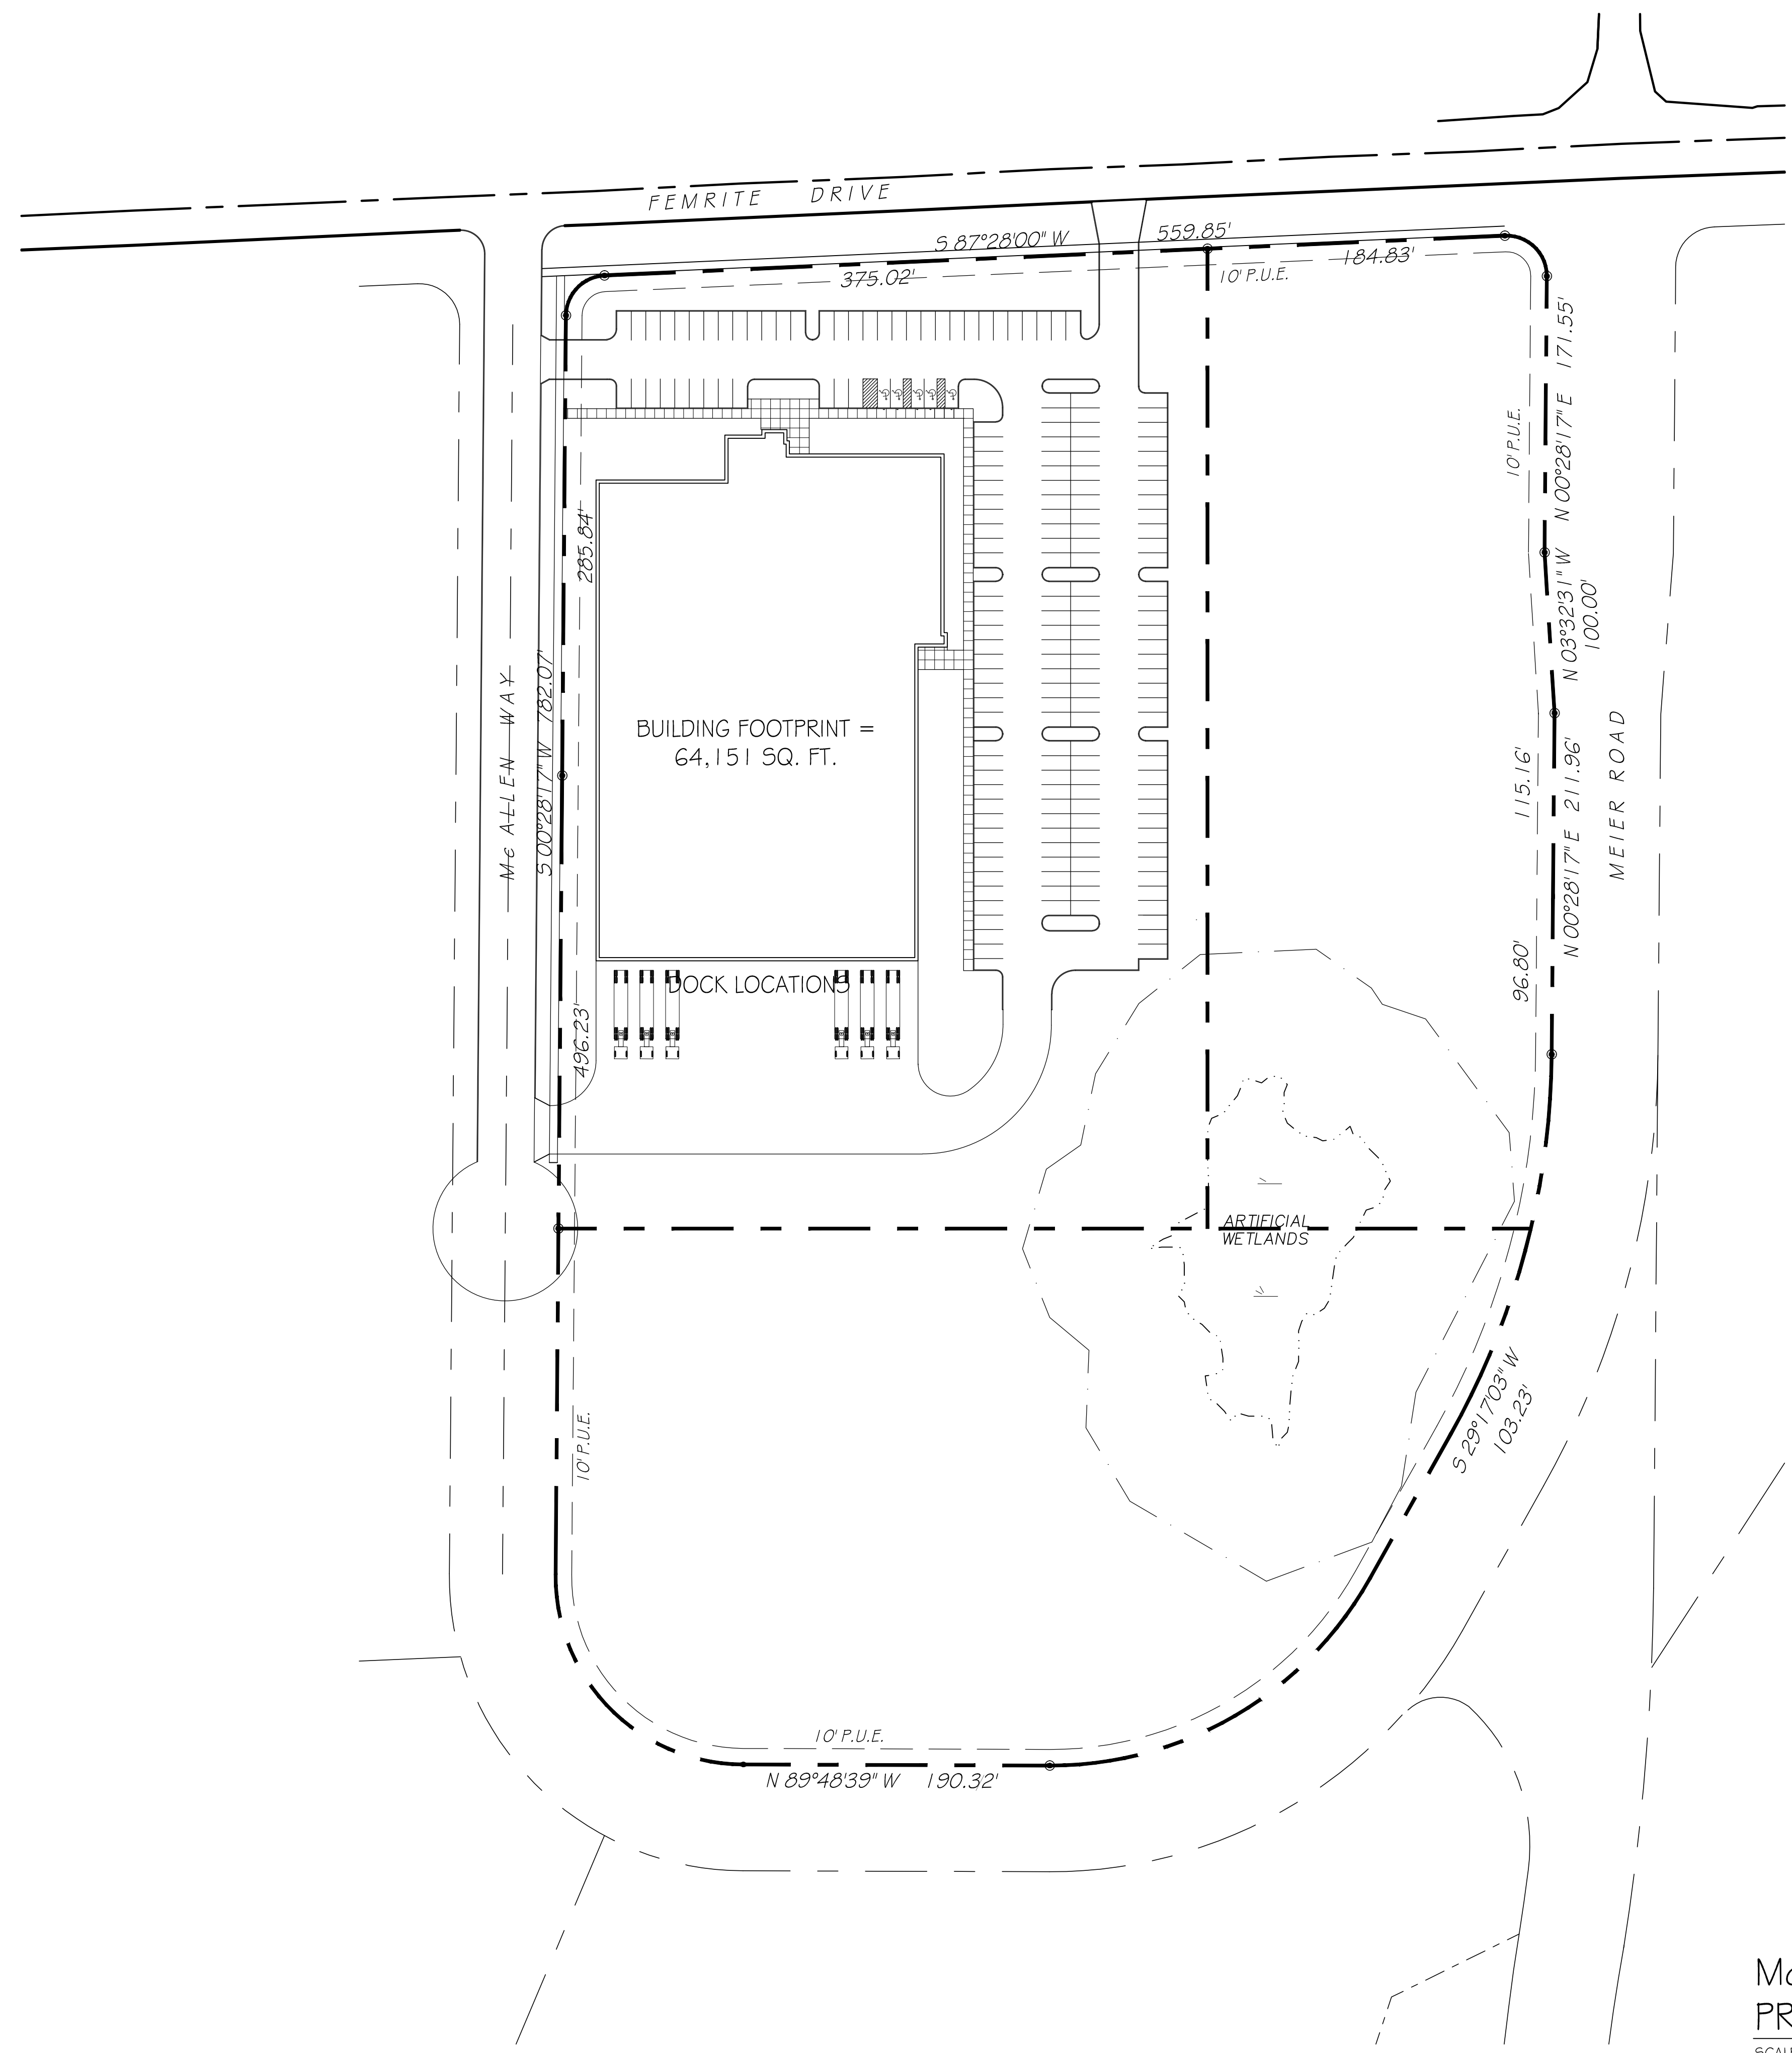 FEMRITE DRIVE
S 87°28'00" W 559.85'
375.02'
184.83'
10' P.U.E.
N 00°28'17" E 171.55'
10' P.U.E.
285.84'
N 03°32'31" W
100.00'
Mc ALLEN WAY
S 00°28'17" W 782.07'
BUILDING FOOTPRINT =
64,151 SQ. FT.
115.16'
N 00°28'17" E 211.96'
MEIER ROAD
96.80'
DOCK LOCATIONS
496.23'
ARTIFICIAL
WETLANDS
S 29°17'03" W
103.23'
10' P.U.E.
10' P.U.E.
N 89°48'39" W 190.32'
PR